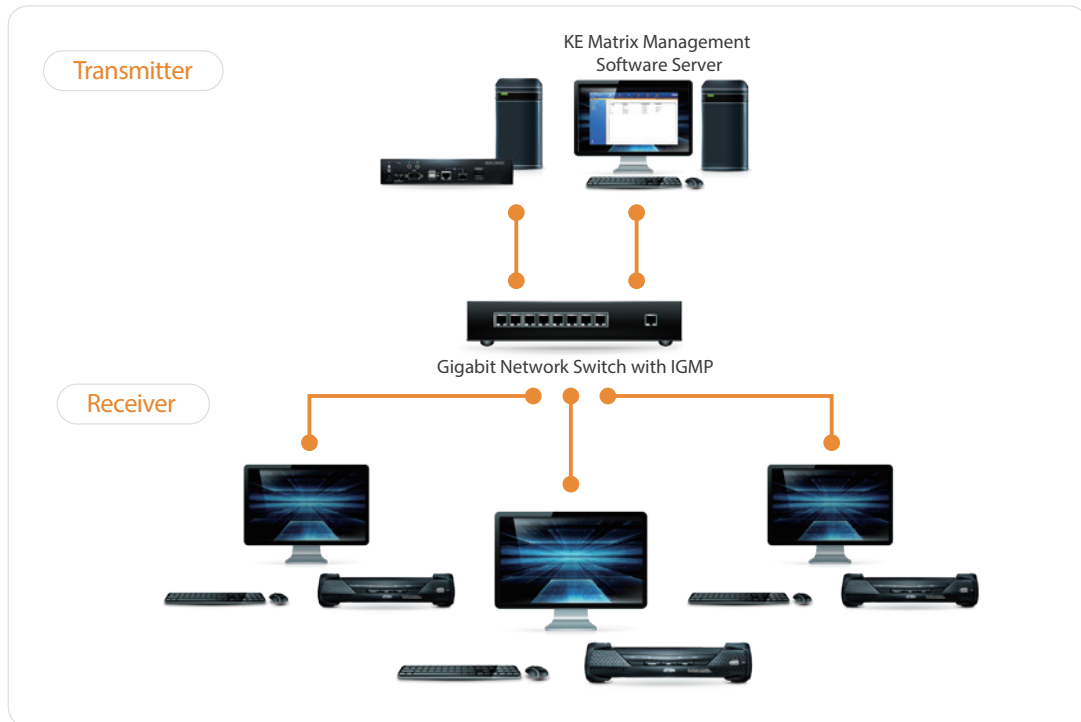 KE Matrix Management
Software Server
Transmitter
Gigabit Network Switch with IGMP
Receiver